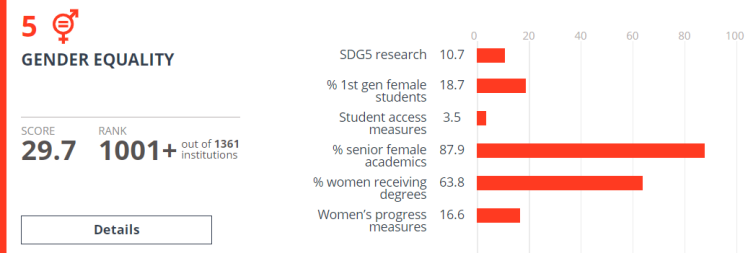 5
GENDER EQUALITY
SCORE
29.7
RANK
1001+ out of 1361
institutions
Details
0 20 40 60 80 100
SDG5 research 10.7
% 1st gen female 18.7
students
Student access 3.5
measures
% senior female 87.9
academics
% women receiving 63.8
degrees
Women's progress 16.6
measures